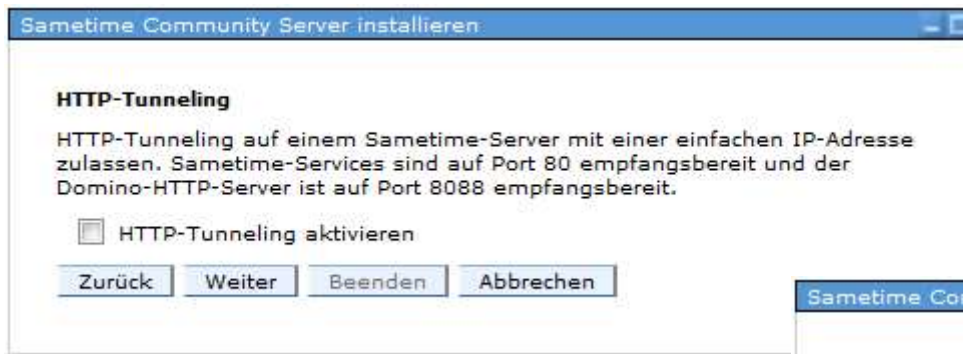 Sametime Community Server installieren
HTTP-Tunneling
HTTP-Tunneling auf einem Sametime-Server mit einer einfachen IP-Adresse
zulassen. Sametime-Services sind auf Port 80 empfangsbereit und der
Domino-HTTP-Server ist auf Port 8088 empfangsbereit.
HTTP-Tunneling aktivieren
Zurück Weiter Beenden Abbrechen
Sametime